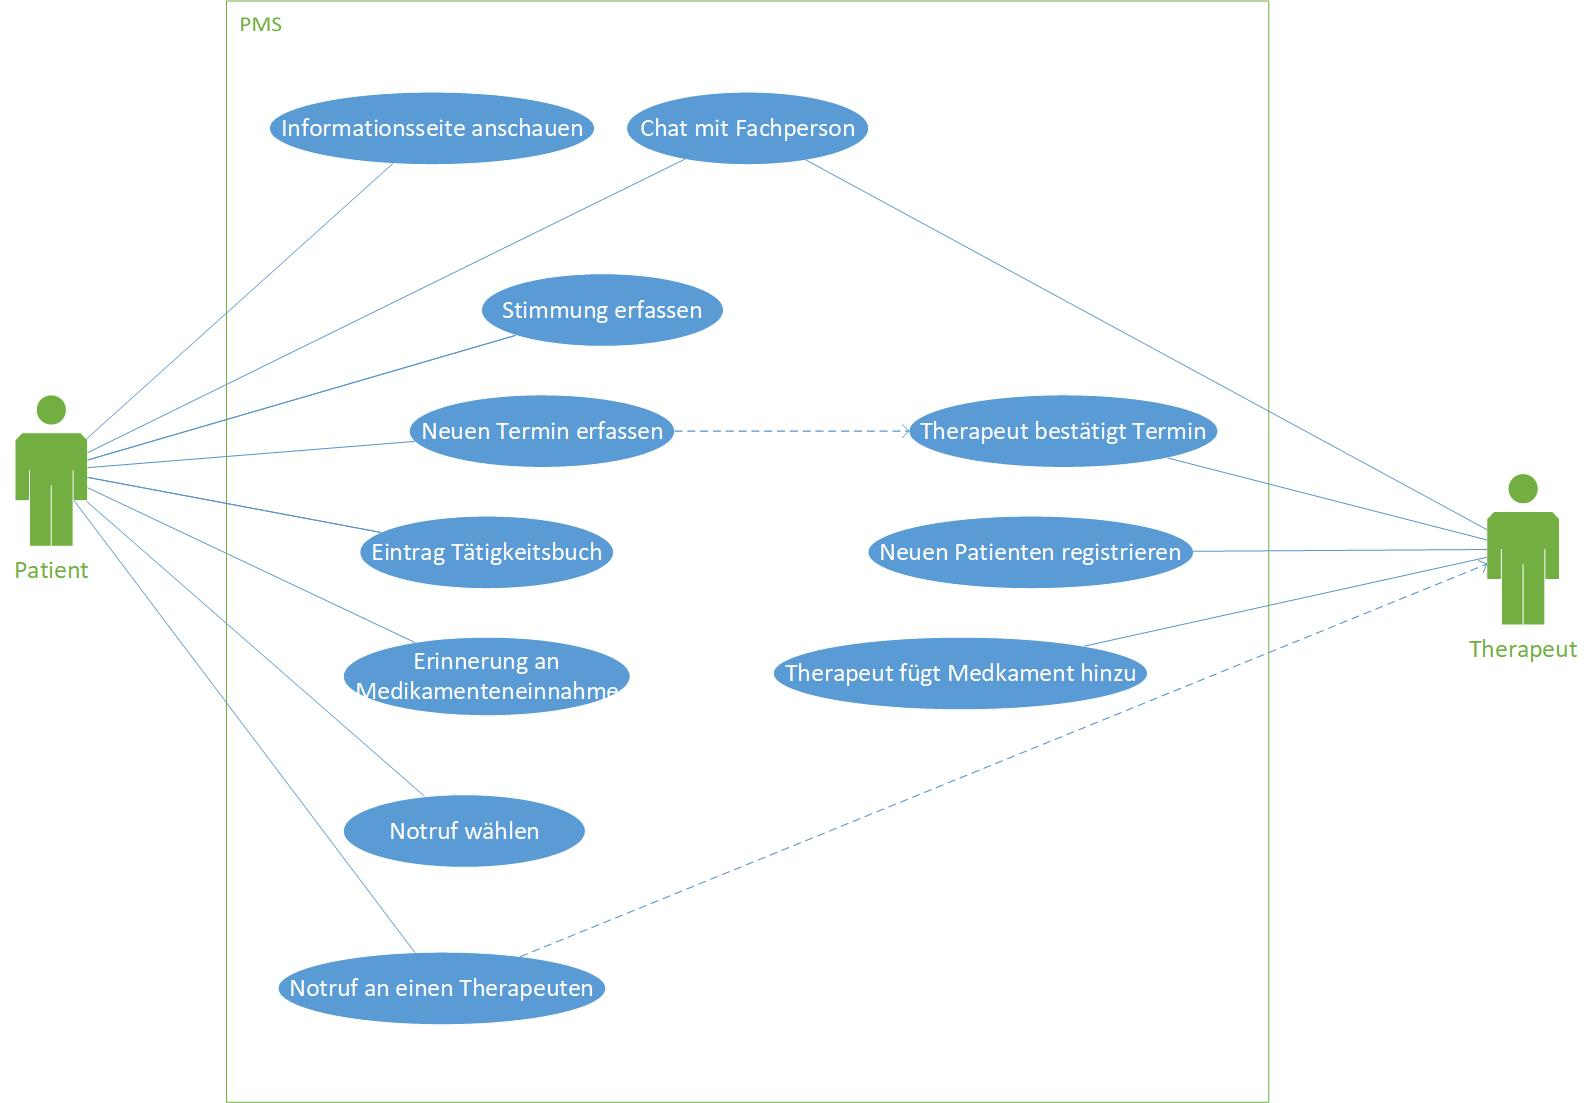 PMS
Informationsseite anschauen
Chat mit Fachperson
Stimmung erfassen
Neuen Termin erfassen
Therapeut bestätigt Termin
Eintrag Tätigkeitsbuch
Neuen Patienten registrieren
Patient
Erinnerung an
Medikamenteneinnahme
Therapeut fügt Medkament hinzu
Therapeut
Notruf wählen
Notruf an einen Therapeuten